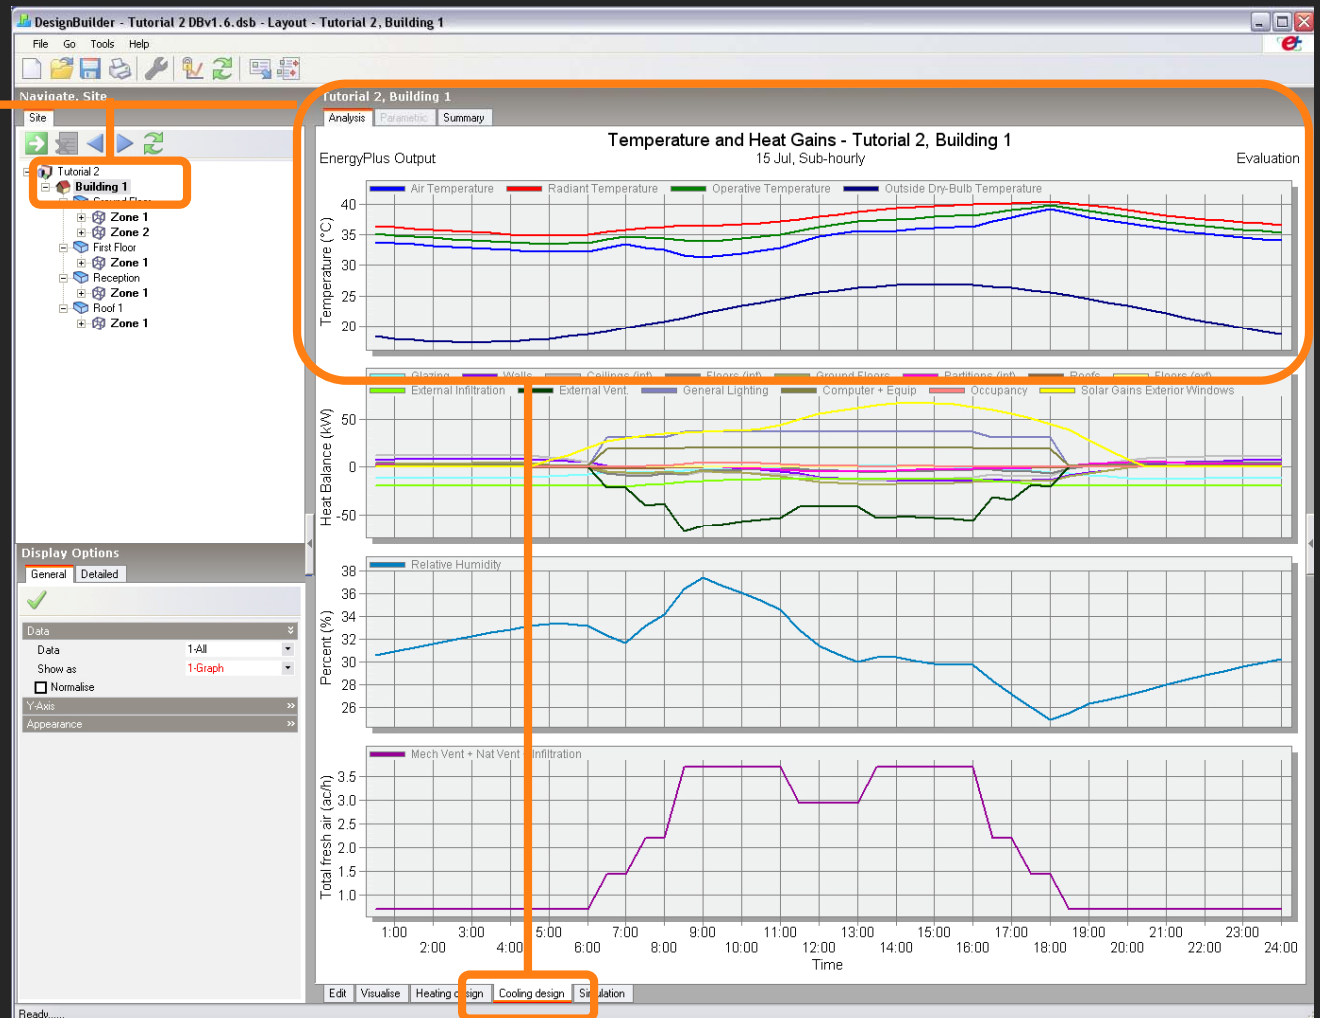 DesignBuilder - Tutorial 2 DBv1.6.dsb - Layout - Tutorial 2, Building 1
File Go Tools Help
Navigate, Site
Site
Tutorial 2
Building 1
Ground Floor
Zone 1
Zone 2
First Floor
Zone 1
Reception
Zone 1
Roof 1
Zone 1
Display Options
General Detailed
Data
Data 1-All
Show as 1-Graph
Normalise
Y-Axis
Appearance
Tutorial 2, Building 1
Analysis Parametric Summary
Temperature and Heat Gains - Tutorial 2, Building 1
EnergyPlus Output 15 Jul, Sub-hourly Evaluation
Air Temperature Radiant Temperature Operative Temperature Outside Dry-Bulb Temperature
Temperature (°C)
40
35
30
25
20
Glazing Walls Ceilings (int) Floors (int) Ground Floors Partitions (int) Roofs Floors (ext)
External Infiltration External Vent. General Lighting Computer + Equip Occupancy Solar Gains Exterior Windows
Heat Balance (kW)
50
0
-50
Relative Humidity
Percent (%)
38
36
34
32
30
28
26
Mech Vent + Nat Vent Infiltration
Total fresh air (ac/h)
3.5
3.0
2.5
2.0
1.5
1.0
1:00 3:00 5:00 7:00 9:00 11:00 13:00 15:00 17:00 19:00 21:00 23:00
2:00 4:00 6:00 8:00 10:00 12:00 14:00 16:00 18:00 20:00 22:00 24:00
Time
Edit Visualise Heating design Cooling design Simulation
Ready......